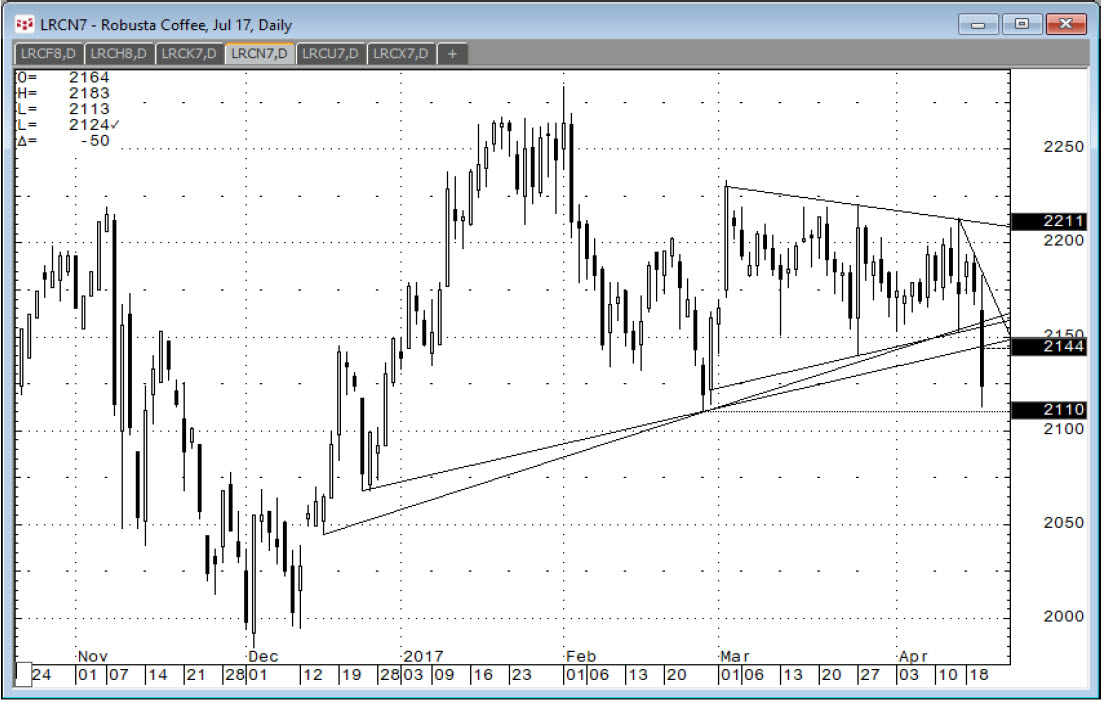 LRCN7 - Robusta Coffee, Jul 17, Daily
LRCF8,D LRCH8,D LRCK7,D LRCN7,D LRCU7,D LRCX7,D +
O= 2164
H= 2183
L= 2113
L= 2124✓
Δ= -50
2250
2211
2200
2150
2144
2110
2100
2050
2000
Nov Dec 2017 Feb Mar Apr
24 01 07 14 21 28 01 12 19 28 03 09 16 23 01 06 13 20 01 06 13 20 27 03 10 18